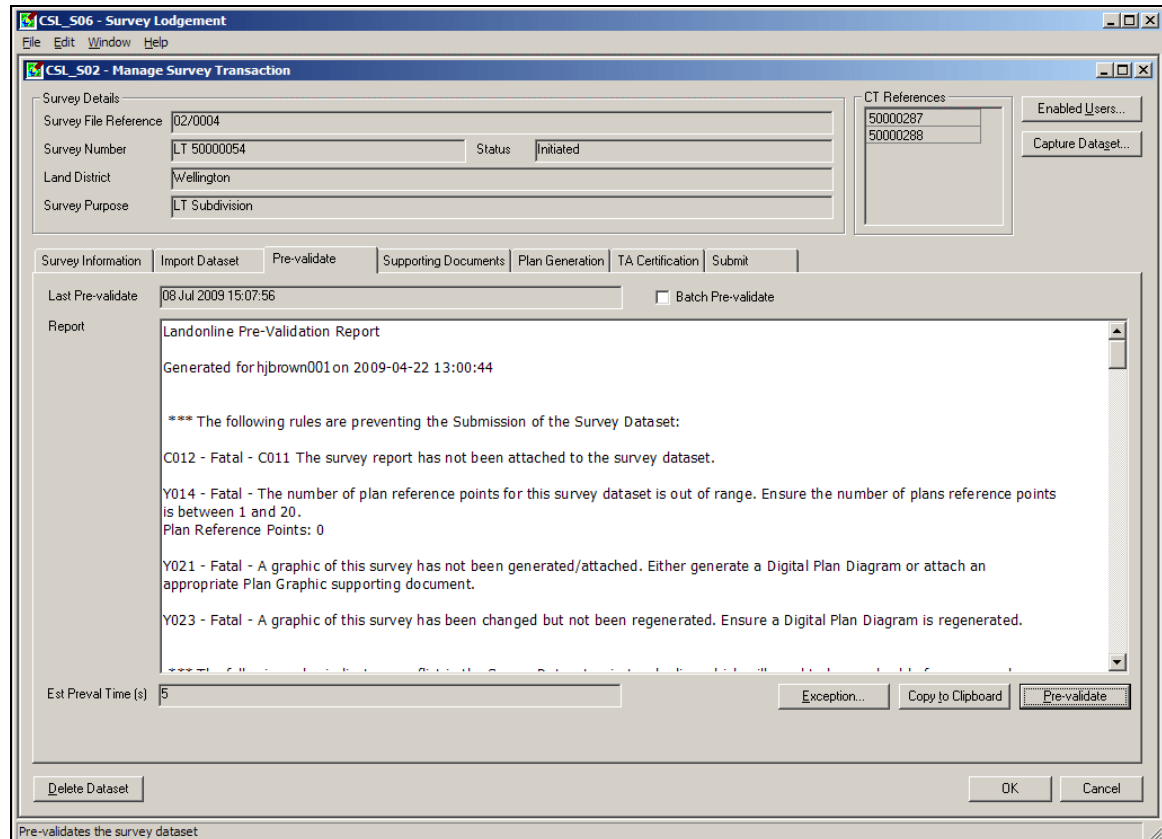 CSL_S06 - Survey Lodgement
File Edit Window Help
CSL_S02 - Manage Survey Transaction
Survey Details
CT References
Survey File Reference 02/0004
50000287
Enabled Users...
Survey Number LT 50000054 Status Initiated
50000288
Capture Dataset...
Land District Wellington
Survey Purpose LT Subdivision
Survey Information Import Dataset Pre-validate Supporting Documents Plan Generation TA Certification Submit
Last Pre-validate 08 Jul 2009 15:07:56 Batch Pre-validate
Report
Landonline Pre-Validation Report
Generated for hjbrown001 on 2009-04-22 13:00:44
*** The following rules are preventing the Submission of the Survey Dataset:
C012 - Fatal - C011 The survey report has not been attached to the survey dataset.
Y014 - Fatal - The number of plan reference points for this survey dataset is out of range. Ensure the number of plans reference points
is between 1 and 20.
Plan Reference Points: 0
Y021 - Fatal - A graphic of this survey has not been generated/attached. Either generate a Digital Plan Diagram or attach an
appropriate Plan Graphic supporting document.
Y023 - Fatal - A graphic of this survey has been changed but not been regenerated. Ensure a Digital Plan Diagram is regenerated.
Est Preval Time (s) 5 Exception... Copy to Clipboard Pre-validate
Delete Dataset OK Cancel
Pre-validates the survey dataset